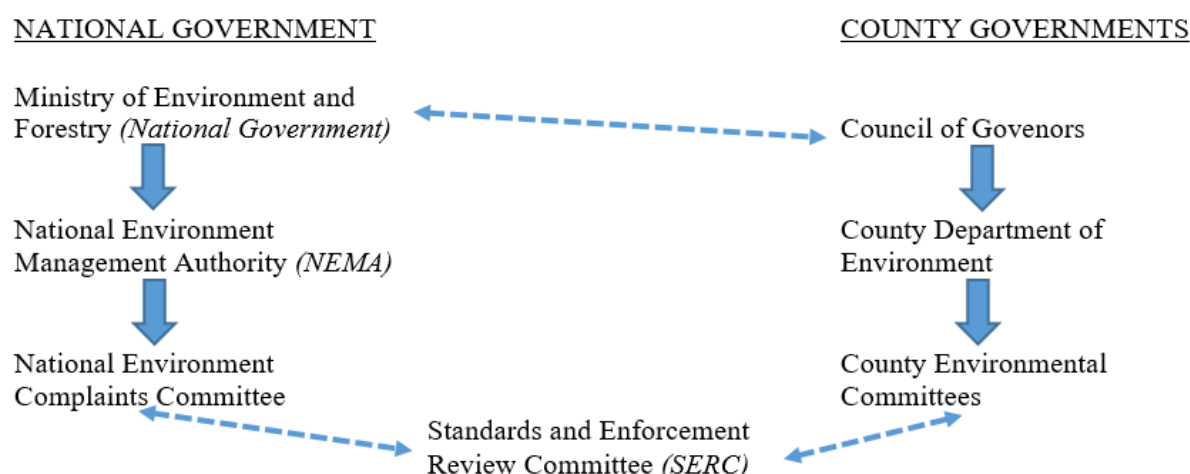 NATIONAL GOVERNMENT
COUNTY GOVERNMENTS
Ministry of Environment and
Forestry (National Government)
Council of Govenors
National Environment
Management Authority (NEMA)
County Department of
Environment
National Environment
Complaints Committee
County Environmental
Committees
Standards and Enforcement
Review Committee (SERC)